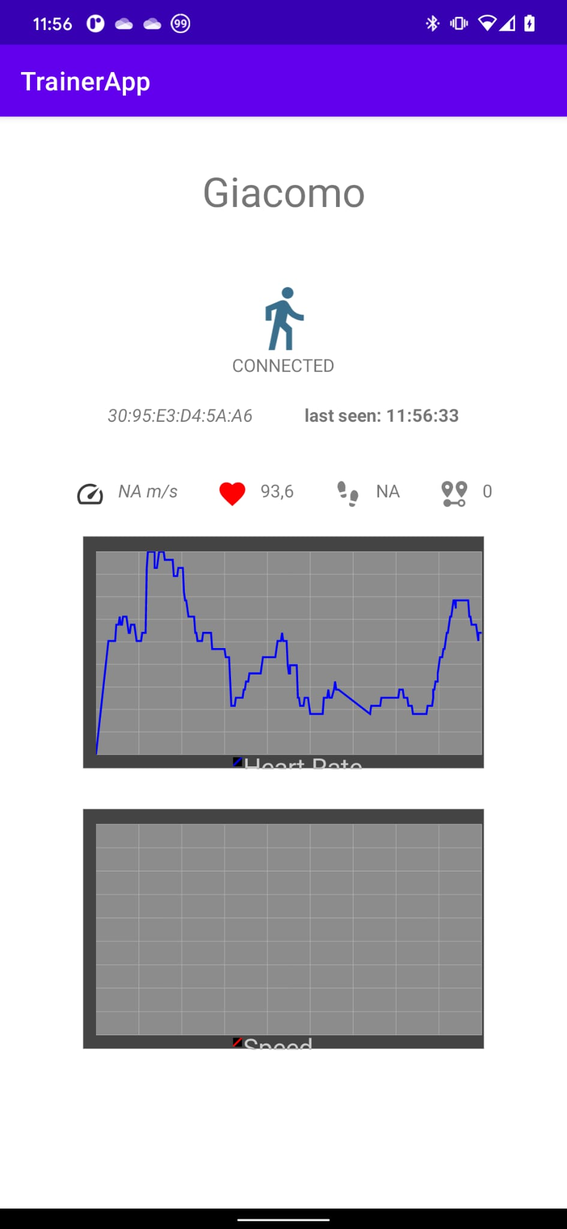 11:56 99
TrainerApp
Giacomo
CONNECTED
30:95:E3:D4:5A:A6 last seen: 11:56:33
NA m/s 93,6 NA 0
Heart Rate
Speed